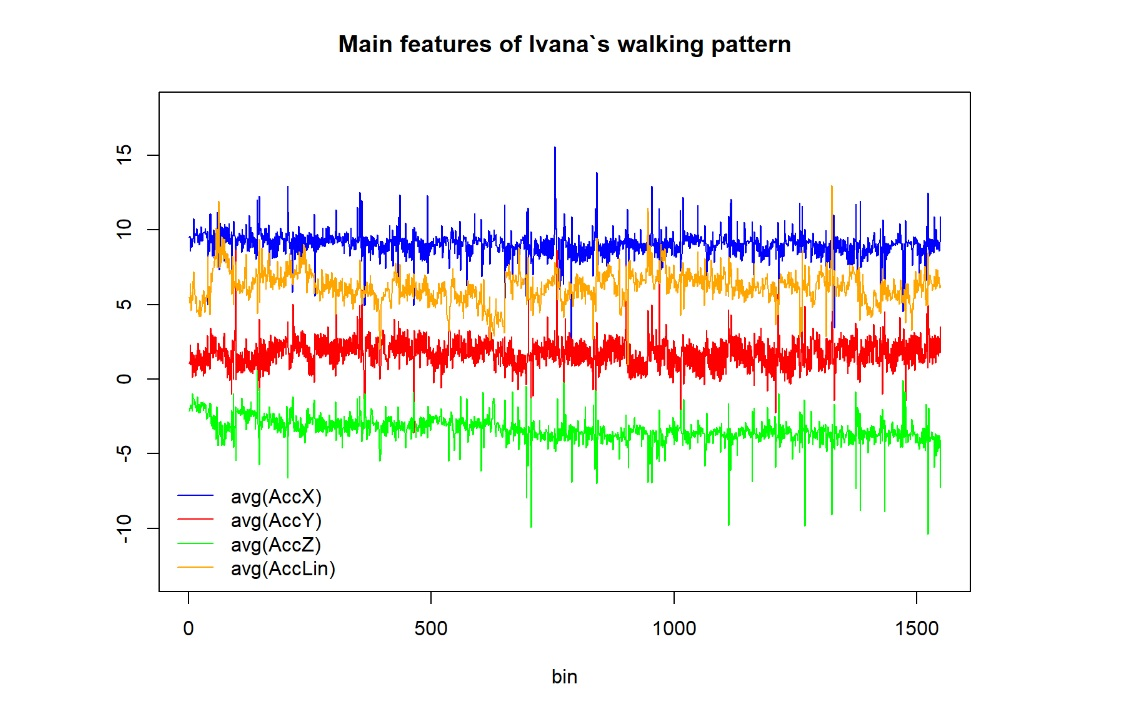 Main features of Ivana`s walking pattern
15
10
5
0
-5
-10
avg(AccX)
avg(AccY)
avg(AccZ)
avg(AccLin)
0 500 1000 1500
bin